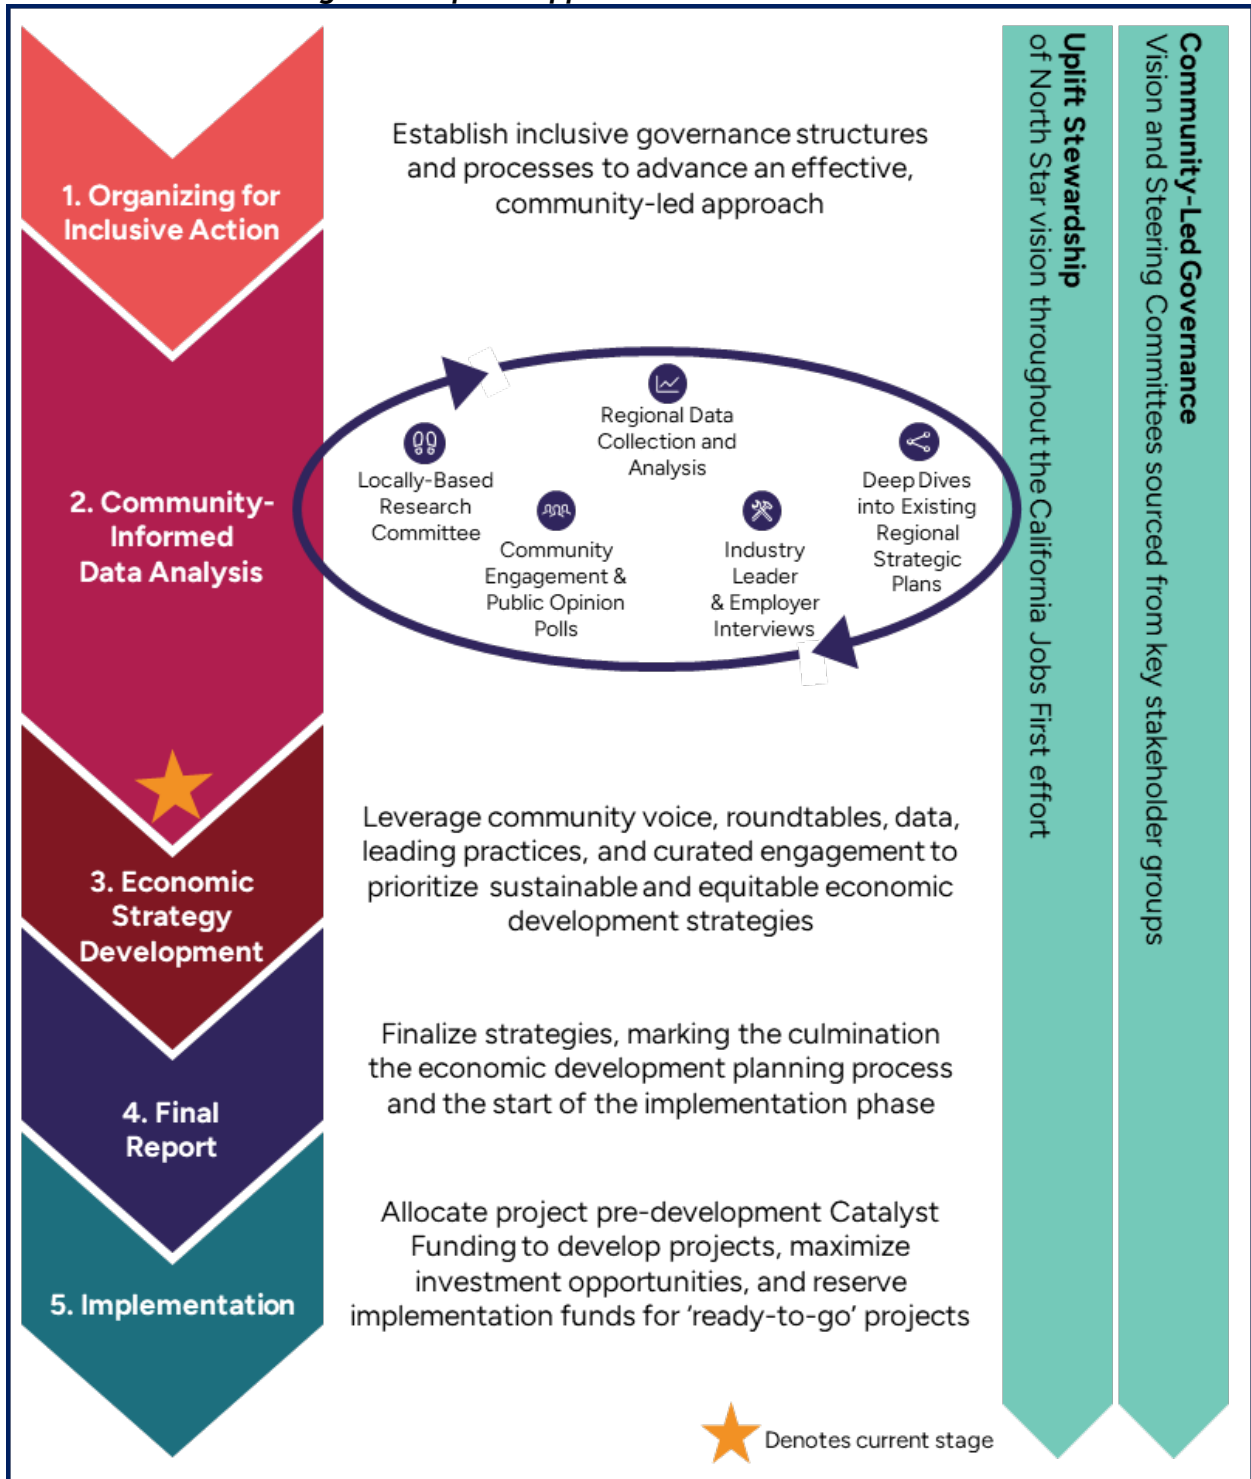 1. Organizing for
Inclusive Action
Establish inclusive governance structures
and processes to advance an effective,
community-led approach
2. Community-
Informed
Data Analysis
Regional Data
Collection and
Analysis
Locally-Based
Research
Committee
Community
Engagement &
Public Opinion
Polls
Industry
Leader
& Employer
Interviews
Deep Dives
into Existing
Regional
Strategic
Plans
3. Economic
Strategy
Development
Leverage community voice, roundtables, data,
leading practices, and curated engagement to
prioritize sustainable and equitable economic
development strategies
4. Final
Report
Finalize strategies, marking the culmination
the economic development planning process
and the start of the implementation phase
5. Implementation
Allocate project pre-development Catalyst
Funding to develop projects, maximize
investment opportunities, and reserve
implementation funds for ‘ready-to-go’ projects
Denotes current stage
Uplift Stewardship
of North Star vision throughout the California Jobs First effort
Community-Led Governance
Vision and Steering Committees sourced from key stakeholder groups